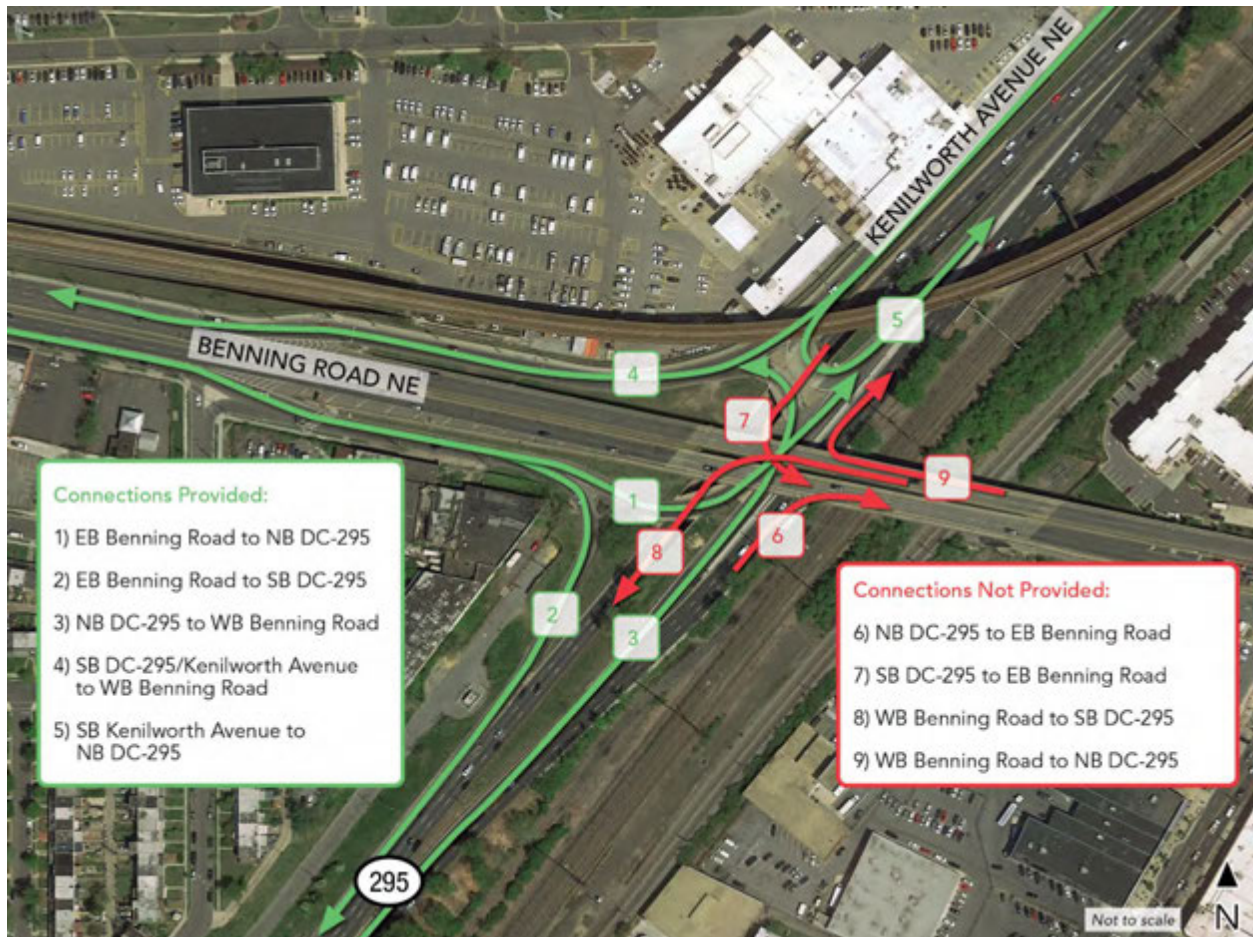 KENILWORTH AVENUE NE
5
BENNING ROAD NE
4
7
9
1
6
8
2
3
Connections Provided:
1) EB Benning Road to NB DC-295
2) EB Benning Road to SB DC-295
3) NB DC-295 to WB Benning Road
4) SB DC-295/Kenilworth Avenue
to WB Benning Road
5) SB Kenilworth Avenue to
NB DC-295
Connections Not Provided:
6) NB DC-295 to EB Benning Road
7) SB DC-295 to EB Benning Road
8) WB Benning Road to SB DC-295
9) WB Benning Road to NB DC-295
295
Not to scale
N